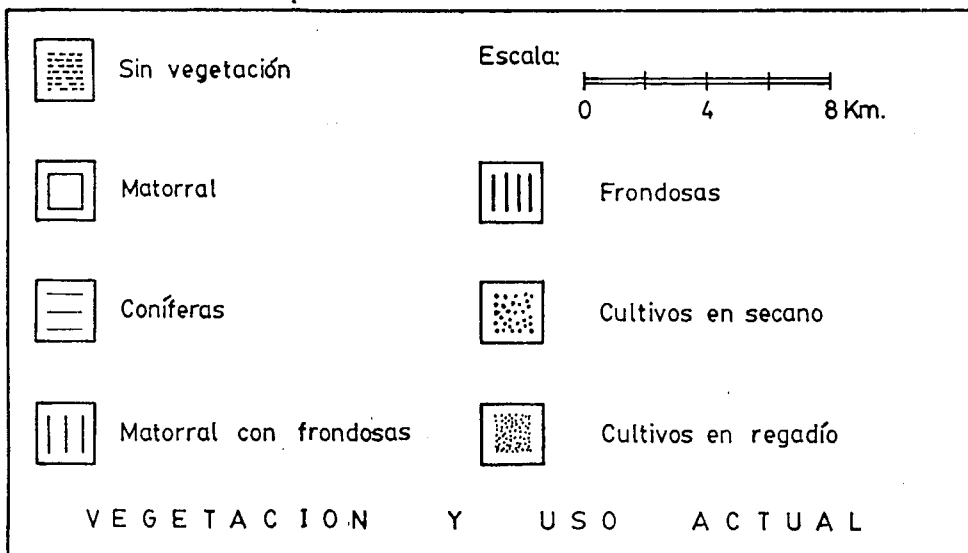 Sin vegetación
Escala:
0 4 8 Km.
Matorral
Frondosas
Coníferas
Cultivos en secano
Matorral con frondosas
Cultivos en regadío
VEGETACION Y USO ACTUAL